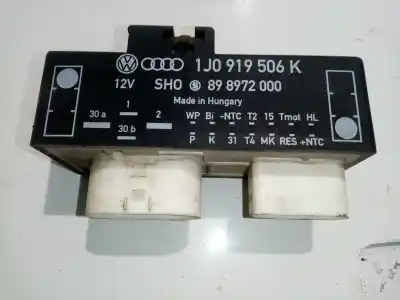 1J0 919 506 K
12V SHO S 89 8972 000
Made in Hungary
1
30 a 2
30 b
WP Bi -NTC T2 15 Tmot HL
P K 31 T4 MK RES +NTC